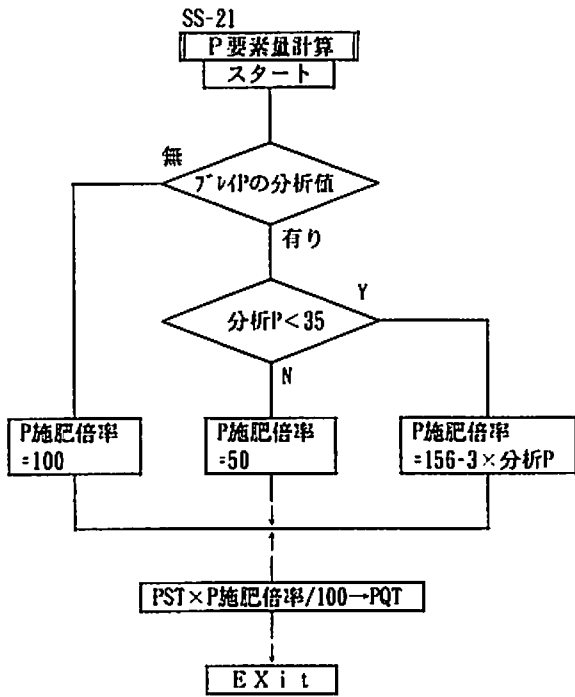 SS-21
P要素量計算
スタート
無
ブレイPの分析値
有り
Y
分析P<35
N
P施肥倍率
=100
P施肥倍率
=50
P施肥倍率
=156-3×分析P
PST×P施肥倍率/100→PQT
EXit